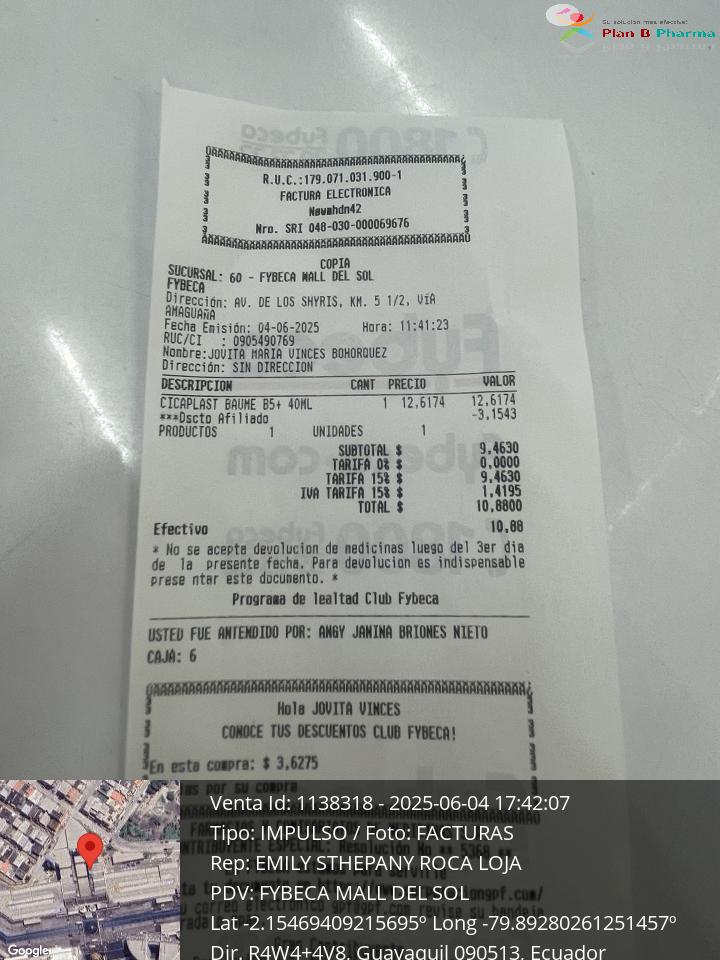 Su solución más efectiva!
Plan B Pharma
R.U.C.:179.071.031.900-1
FACTURA ELECTRONICA
Nro. SRI 048-030-000069676
COPIA
SUCURSAL: 60 - FYBECA MALL DEL SOL
FYBECA
Dirección: AV. DE LOS SHYRIS, KM. 5 1/2, VíA
AMAGUAñA
Fecha Emisión: 04-06-2025 Hora: 11:41:23
RUC/CI : 0905490769
Nombre:JOVITA MARIA VINCES BOHORQUEZ
Dirección: SIN DIRECCION
DESCRIPCION CANT PRECIO VALOR
CICAPLAST BAUME B5+ 40ML 1 12,6174 12,6174
***Dscto Afiliado -3,1543
PRODUCTOS 1 UNIDADES 1
SUBTOTAL $ 9,4630
TARIFA 0% $ 0,0000
TARIFA 15% $ 9,4630
IVA TARIFA 15% $ 1,4195
TOTAL $ 10,8800
Efectivo 10,88
* No se acepta devolucion de medicinas luego del 3er dia
de la presente fecha. Para devolucion es indispensable
prese ntar este documento. *
Programa de lealtad Club Fybeca
USTED FUE ANTENDIDO POR: ANGY JANINA BRIONES NIETO
CAJA: 6
Hola JOVITA VINCES
CONOCE TUS DESCUENTOS CLUB FYBECA!
En esta compra: $ 3,6275
por su compra
Venta Id: 1138318 - 2025-06-04 17:42:07
Tipo: IMPULSO / Foto: FACTURAS
Rep: EMILY STHEPANY ROCA LOJA
PDV: FYBECA MALL DEL SOL
Lat -2.15469409215695º Long -79.89280261251457º
Dir. R4W4+4V8, Guayaquil 090513, Ecuador
Google